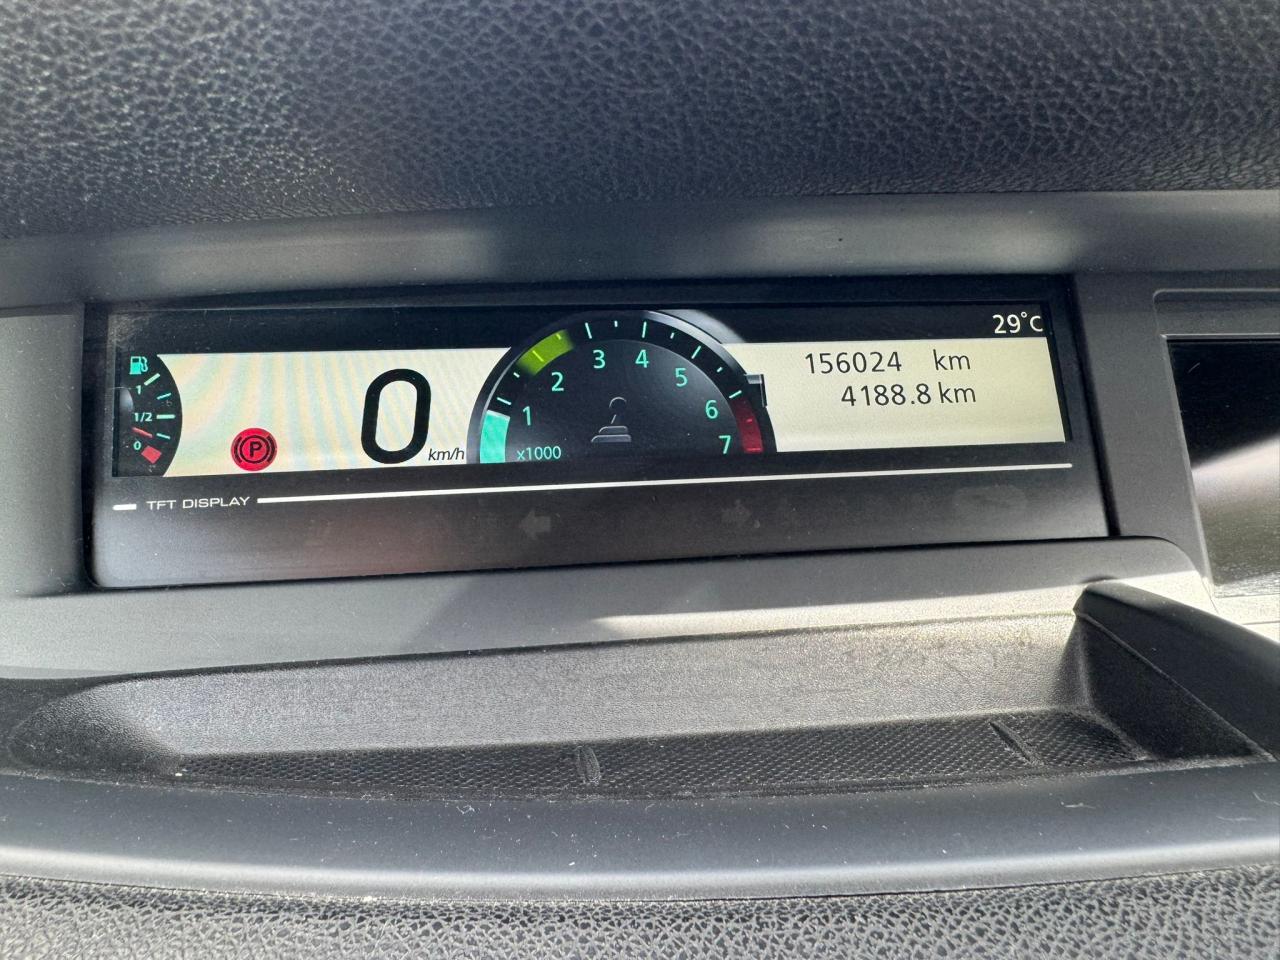 29°C
156024 km
4188.8 km
1
1/2
0
P
0 km/h
1 2 3 4 5 6 7
x1000
TFT DISPLAY